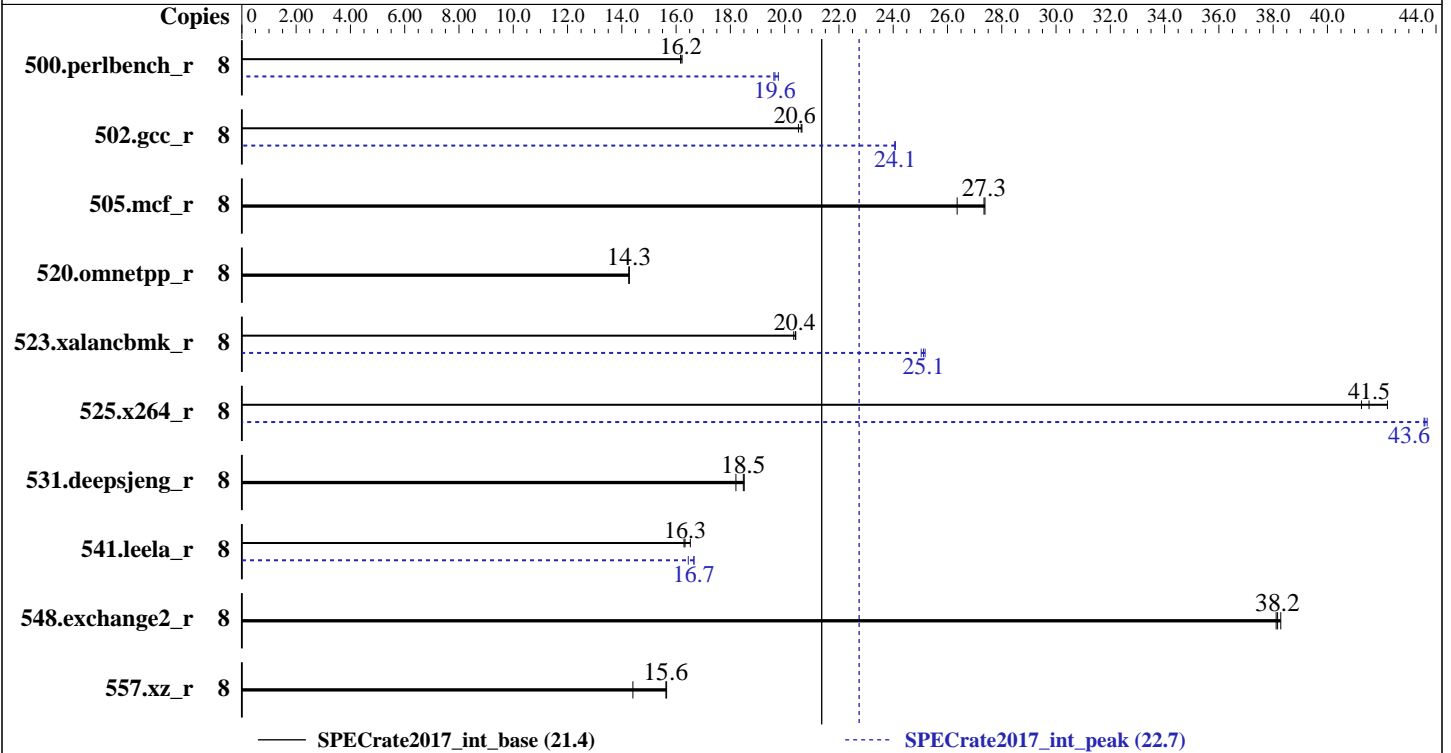 Copies 0 2.00 4.00 6.00 8.00 10.0 12.0 14.0 16.0 18.0 20.0 22.0 24.0 26.0 28.0 30.0 32.0 34.0 36.0 38.0 40.0 44.0
16.2
500.perlbench_r 8
19.6
20.6
502.gcc_r 8
24.1
27.3
505.mcf_r 8
14.3
520.omnetpp_r 8
20.4
523.xalancbmk_r 8
25.1
41.5
525.x264_r 8
43.6
18.5
531.deepsjeng_r 8
16.3
541.leela_r 8
16.7
38.2
548.exchange2_r 8
15.6
557.xz_r 8
SPECrate2017_int_base (21.4) SPECrate2017_int_peak (22.7)